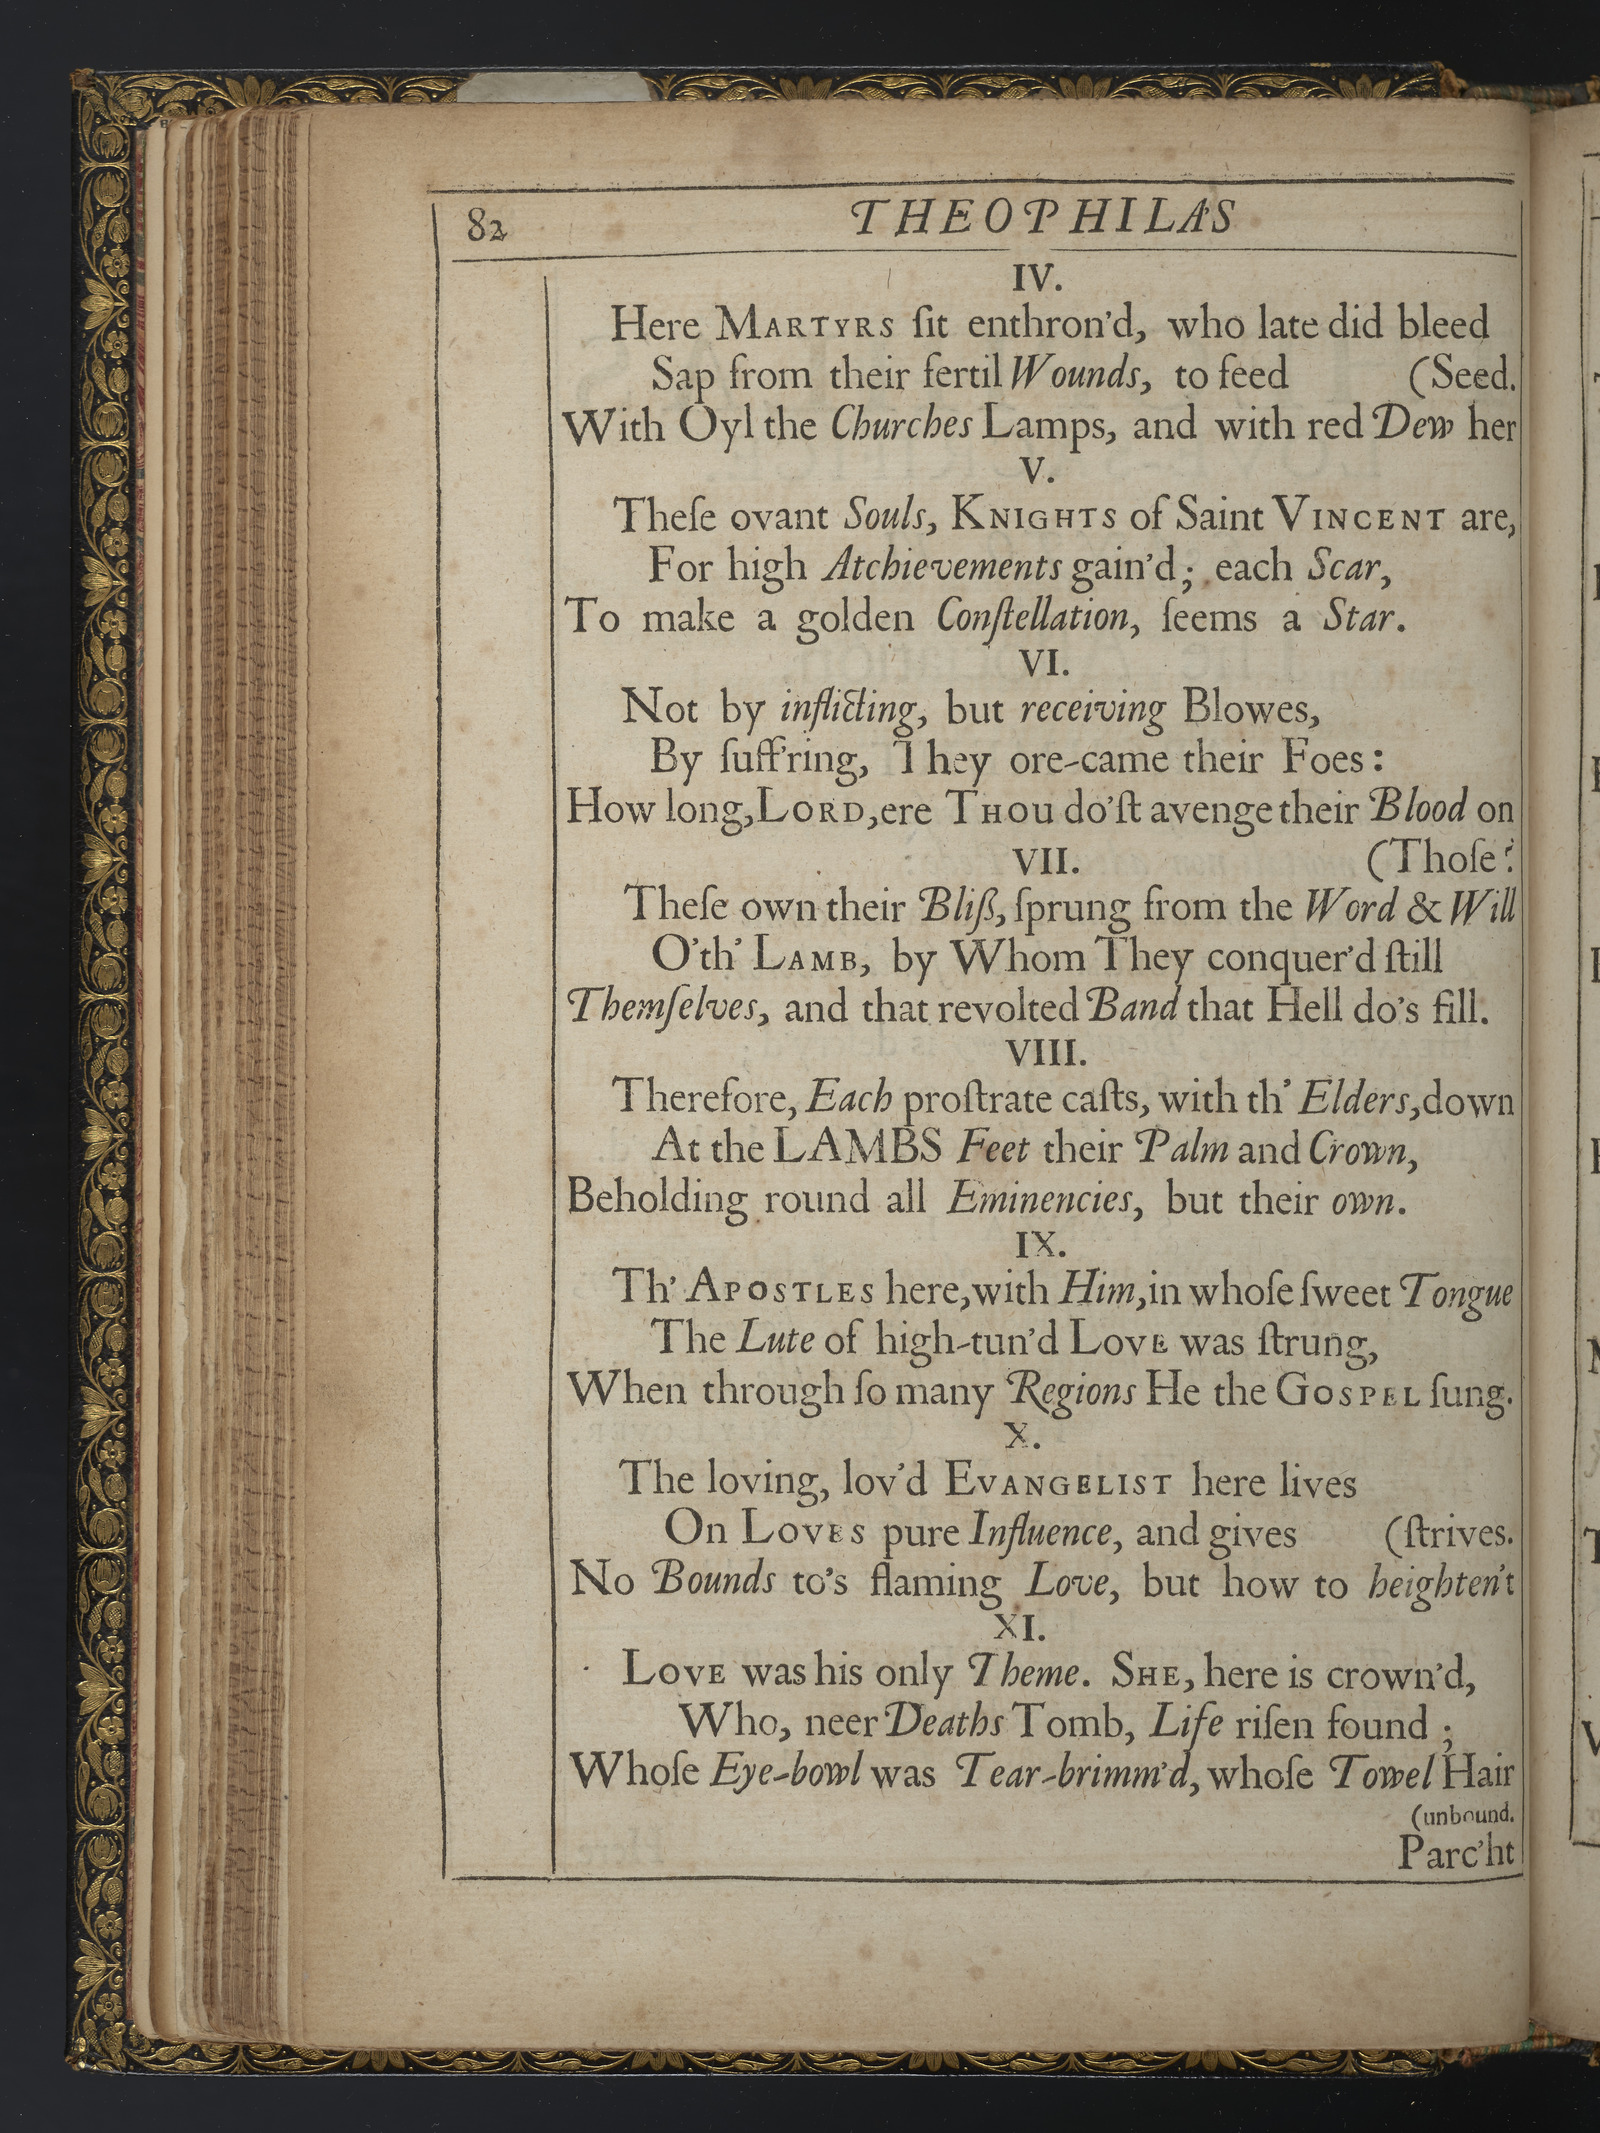 82
THEOPHILAS
IV.
Here MARTYRS ſit enthron'd, who late did bleed
Sap from their fertil Wounds, to feed (Seed.
With Oyl the Churches Lamps, and with red Dew her
V.
Theſe ovant Souls, KNIGHTS of Saint VINCENT are,
For high Atchievements gain'd; each Scar,
To make a golden Conſtellation, ſeems a Star.
VI.
Not by inflicting, but receiving Blowes,
By ſuff'ring, They ore-came their Foes:
How long, LORD, ere THOU do'ſt avenge their Blood on
VII. (Thoſe?
Theſe own their Bliß, ſprung from the Word & Will
O'th' LAMB, by Whom They conquer'd ſtill
Themſelves, and that revolted Band that Hell do's fill.
VIII.
Therefore, Each proſtrate caſts, with th' Elders, down
At the LAMBS Feet their Palm and Crown,
Beholding round all Eminencies, but their own.
IX.
Th' APOSTLES here, with Him, in whoſe ſweet Tongue
The Lute of high-tun'd LOVE was ſtrung,
When through ſo many Regions He the GOSPEL ſung.
X.
The loving, lov'd EVANGELIST here lives
On LOVES pure Influence, and gives (ſtrives.
No Bounds to's flaming Love, but how to heighten't
XI.
LOVE was his only Theme. SHE, here is crown'd,
Who, neer Deaths Tomb, Life riſen found;
Whoſe Eye-bowl was Tear-brimm'd, whoſe Towel Hair
(unbound.
Parc'ht